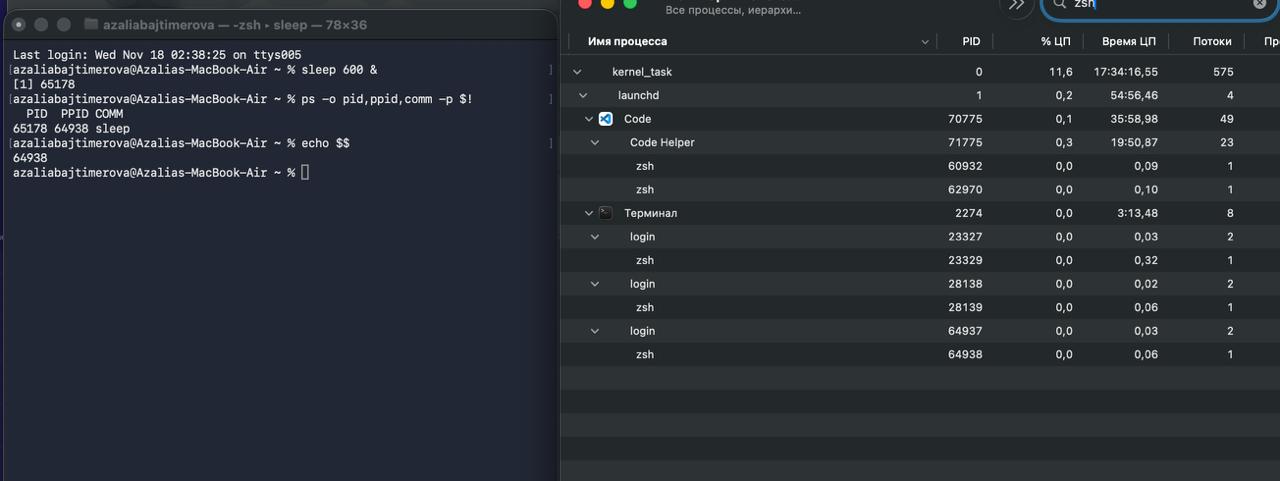 azaliabajtimerova — -zsh ▸ sleep — 78×36
Last login: Wed Nov 18 02:38:25 on ttys005
[azaliabajtimerova@Azalias-MacBook-Air ~ % sleep 600 & ]
[1] 65178
[azaliabajtimerova@Azalias-MacBook-Air ~ % ps -o pid,ppid,comm -p $! ]
PID PPID COMM
65178 64938 sleep
[azaliabajtimerova@Azalias-MacBook-Air ~ % echo $$ ]
64938
azaliabajtimerova@Azalias-MacBook-Air ~ %
Все процессы, иерархи...
zsh
Имя процесса PID % ЦП Время ЦП Потоки Пр
kernel_task 0 11,6 17:34:16,55 575
launchd 1 0,2 54:56,46 4
Code 70775 0,1 35:58,98 49
Code Helper 71775 0,3 19:50,87 23
zsh 60932 0,0 0,09 1
zsh 62970 0,0 0,10 1
Терминал 2274 0,0 3:13,48 8
login 23327 0,0 0,03 2
zsh 23329 0,0 0,32 1
login 28138 0,0 0,02 2
zsh 28139 0,0 0,06 1
login 64937 0,0 0,03 2
zsh 64938 0,0 0,06 1